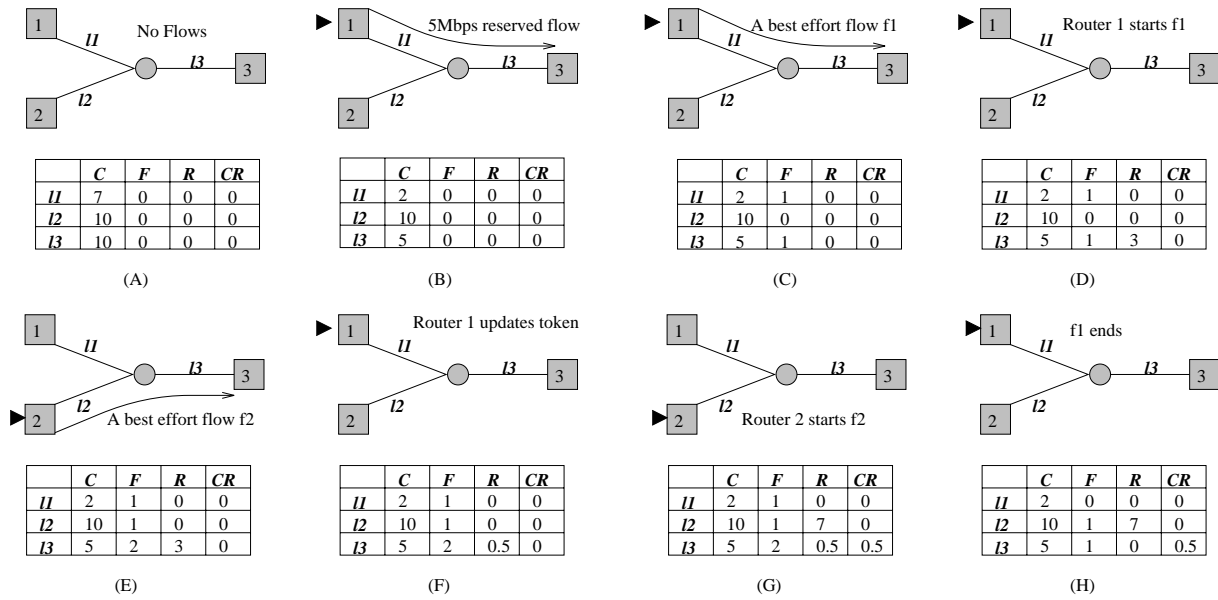 1
No Flows
l1
l3
3
l2
2
C F R CR
l1 7 0 0 0
l2 10 0 0 0
l3 10 0 0 0
(A)
1
5Mbps reserved flow
l1
l3
3
l2
2
C F R CR
l1 2 0 0 0
l2 10 0 0 0
l3 5 0 0 0
(B)
1
A best effort flow f1
l1
l3
3
l2
2
C F R CR
l1 2 1 0 0
l2 10 0 0 0
l3 5 1 0 0
(C)
Router 1 starts f1
1
l1
l3
3
l2
2
C F R CR
l1 2 1 0 0
l2 10 0 0 0
l3 5 1 3 0
(D)
1
l1
l3
3
l2
2
A best effort flow f2
C F R CR
l1 2 1 0 0
l2 10 1 0 0
l3 5 2 3 0
(E)
Router 1 updates token
1
l1
l3
3
l2
2
C F R CR
l1 2 1 0 0
l2 10 1 0 0
l3 5 2 0.5 0
(F)
1
l1
l3
3
l2
2
Router 2 starts f2
C F R CR
l1 2 1 0 0
l2 10 1 7 0
l3 5 2 0.5 0.5
(G)
1
f1 ends
l1
l3
3
l2
2
C F R CR
l1 2 0 0 0
l2 10 1 7 0
l3 5 1 0 0.5
(H)